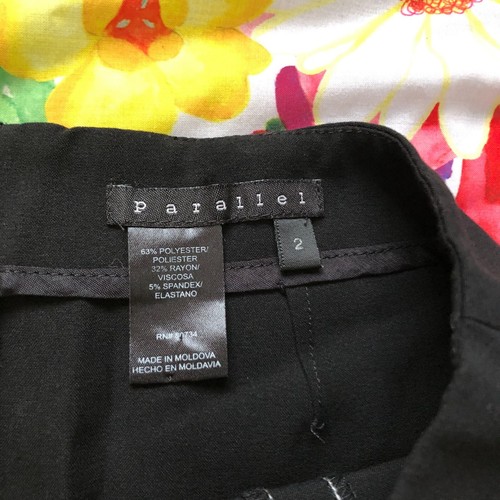 parallel
2
63% POLYESTER/
POLIESTER
32% RAYON/
VISCOSA
5% SPANDEX/
ELASTANO
MADE IN MOLDOVA
HECHO EN MOLDAVIA